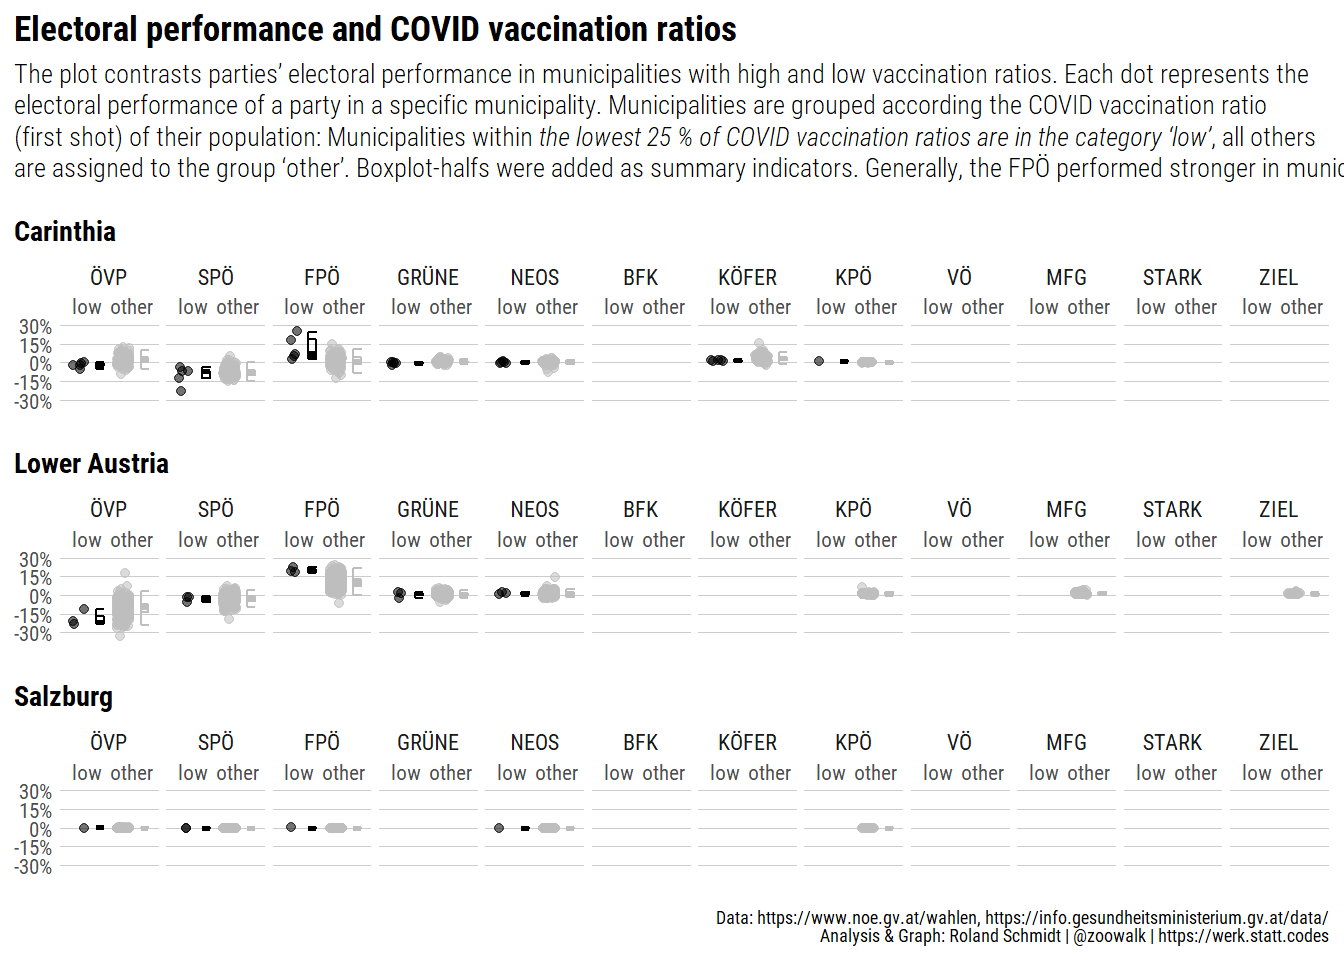 Electoral performance and COVID vaccination ratios
The plot contrasts parties’ electoral performance in municipalities with high and low vaccination ratios. Each dot represents the
electoral performance of a party in a specific municipality. Municipalities are grouped according the COVID vaccination ratio
(first shot) of their population: Municipalities within the lowest 25 % of COVID vaccination ratios are in the category ‘low’, all others
are assigned to the group ‘other’. Boxplot-halfs were added as summary indicators. Generally, the FPÖ performed stronger in munic
Carinthia
ÖVP SPÖ FPÖ GRÜNE NEOS BFK KÖFER KPÖ VÖ MFG STARK ZIEL
low other low other low other low other low other low other low other low other low other low other low other low other
30%
15%
0%
-15%
-30%
Lower Austria
ÖVP SPÖ FPÖ GRÜNE NEOS BFK KÖFER KPÖ VÖ MFG STARK ZIEL
low other low other low other low other low other low other low other low other low other low other low other low other
30%
15%
0%
-15%
-30%
Salzburg
ÖVP SPÖ FPÖ GRÜNE NEOS BFK KÖFER KPÖ VÖ MFG STARK ZIEL
low other low other low other low other low other low other low other low other low other low other low other low other
30%
15%
0%
-15%
-30%
Data: https://www.noe.gv.at/wahlen, https://info.gesundheitsministerium.gv.at/data/
Analysis & Graph: Roland Schmidt | @zoowalk | https://werk.statt.codes